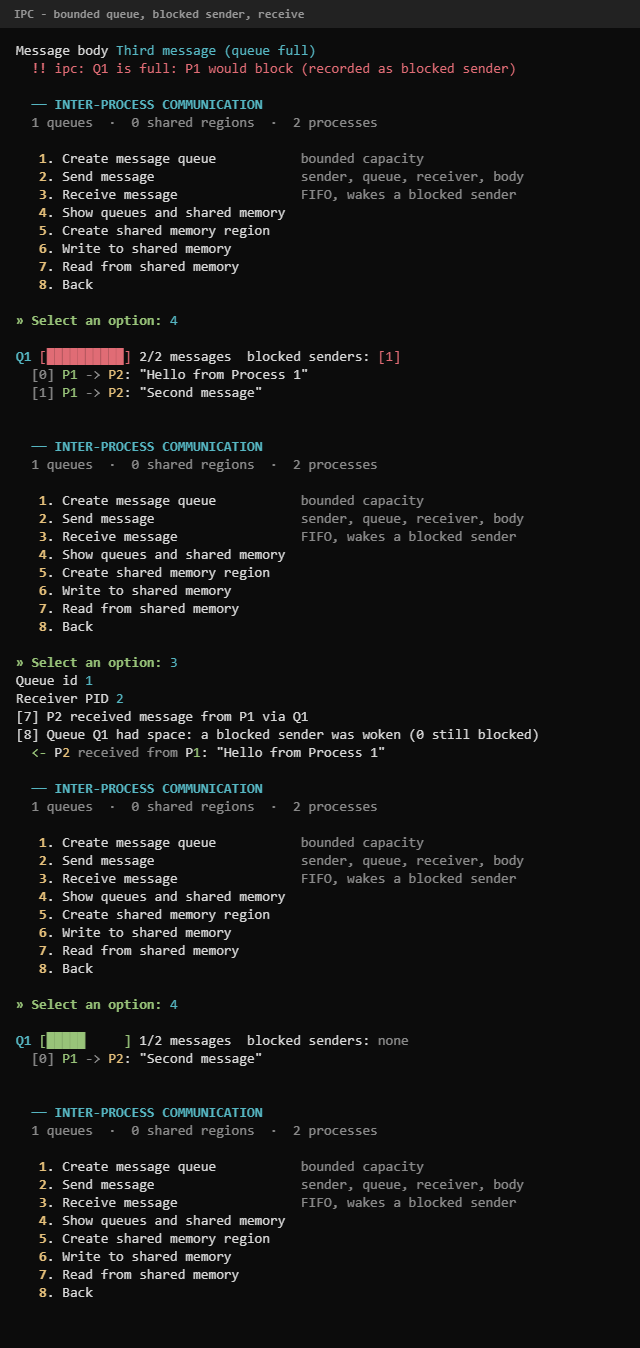 IPC - bounded queue, blocked sender, receive
Message body Third message (queue full)
!! ipc: Q1 is full: P1 would block (recorded as blocked sender)
── INTER-PROCESS COMMUNICATION
1 queues · 0 shared regions · 2 processes
1. Create message queue bounded capacity
2. Send message sender, queue, receiver, body
3. Receive message FIFO, wakes a blocked sender
4. Show queues and shared memory
5. Create shared memory region
6. Write to shared memory
7. Read from shared memory
8. Back
» Select an option: 4
Q1 [██████████] 2/2 messages blocked senders: [1]
[0] P1 -> P2: "Hello from Process 1"
[1] P1 -> P2: "Second message"
── INTER-PROCESS COMMUNICATION
1 queues · 0 shared regions · 2 processes
1. Create message queue bounded capacity
2. Send message sender, queue, receiver, body
3. Receive message FIFO, wakes a blocked sender
4. Show queues and shared memory
5. Create shared memory region
6. Write to shared memory
7. Read from shared memory
8. Back
» Select an option: 3
Queue id 1
Receiver PID 2
[7] P2 received message from P1 via Q1
[8] Queue Q1 had space: a blocked sender was woken (0 still blocked)
<- P2 received from P1: "Hello from Process 1"
── INTER-PROCESS COMMUNICATION
1 queues · 0 shared regions · 2 processes
1. Create message queue bounded capacity
2. Send message sender, queue, receiver, body
3. Receive message FIFO, wakes a blocked sender
4. Show queues and shared memory
5. Create shared memory region
6. Write to shared memory
7. Read from shared memory
8. Back
» Select an option: 4
Q1 [█████     ] 1/2 messages blocked senders: none
[0] P1 -> P2: "Second message"
── INTER-PROCESS COMMUNICATION
1 queues · 0 shared regions · 2 processes
1. Create message queue bounded capacity
2. Send message sender, queue, receiver, body
3. Receive message FIFO, wakes a blocked sender
4. Show queues and shared memory
5. Create shared memory region
6. Write to shared memory
7. Read from shared memory
8. Back